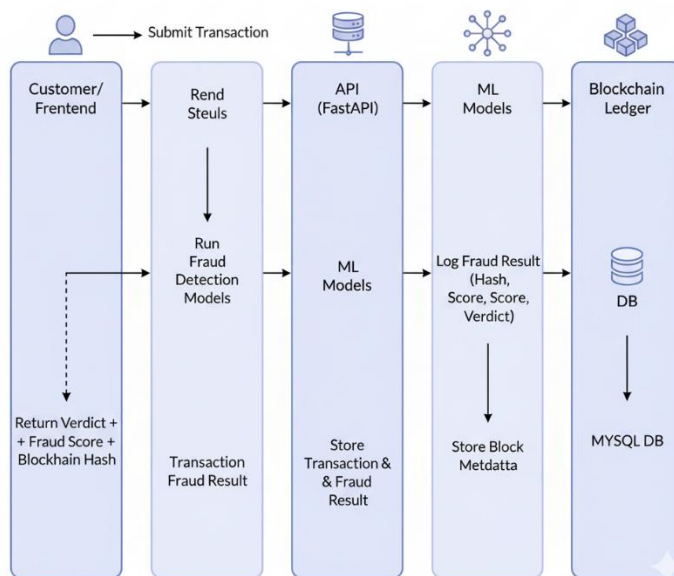 Submit Transaction
Customer/
Frentend
Rend
Steuls
API
(FastAPI)
ML
Models
Blockchain
Ledger
Run
Fraud
Detection
Models
ML
Models
Log Fraud Result
(Hash,
Score, Score,
Verdict)
DB
Return Verdict +
+ Fraud Score +
Blockhain Hash
Transaction
Fraud Result
Store
Transaction &
& Fraud
Result
Store Block
Metdatta
MYSQL DB